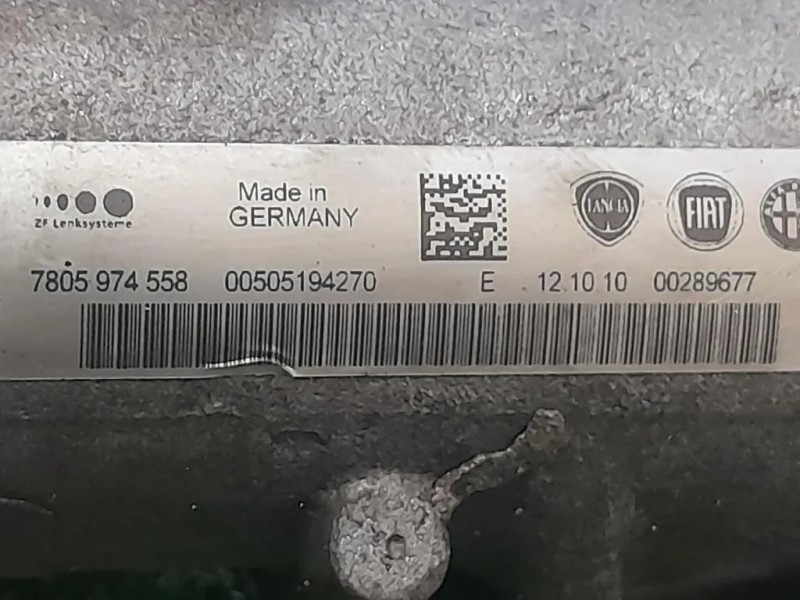 ZF Lenksysteme
Made in
GERMANY
LANCIA
FIAT
7805 974 558 00505194270 E 12.10 10 00289677